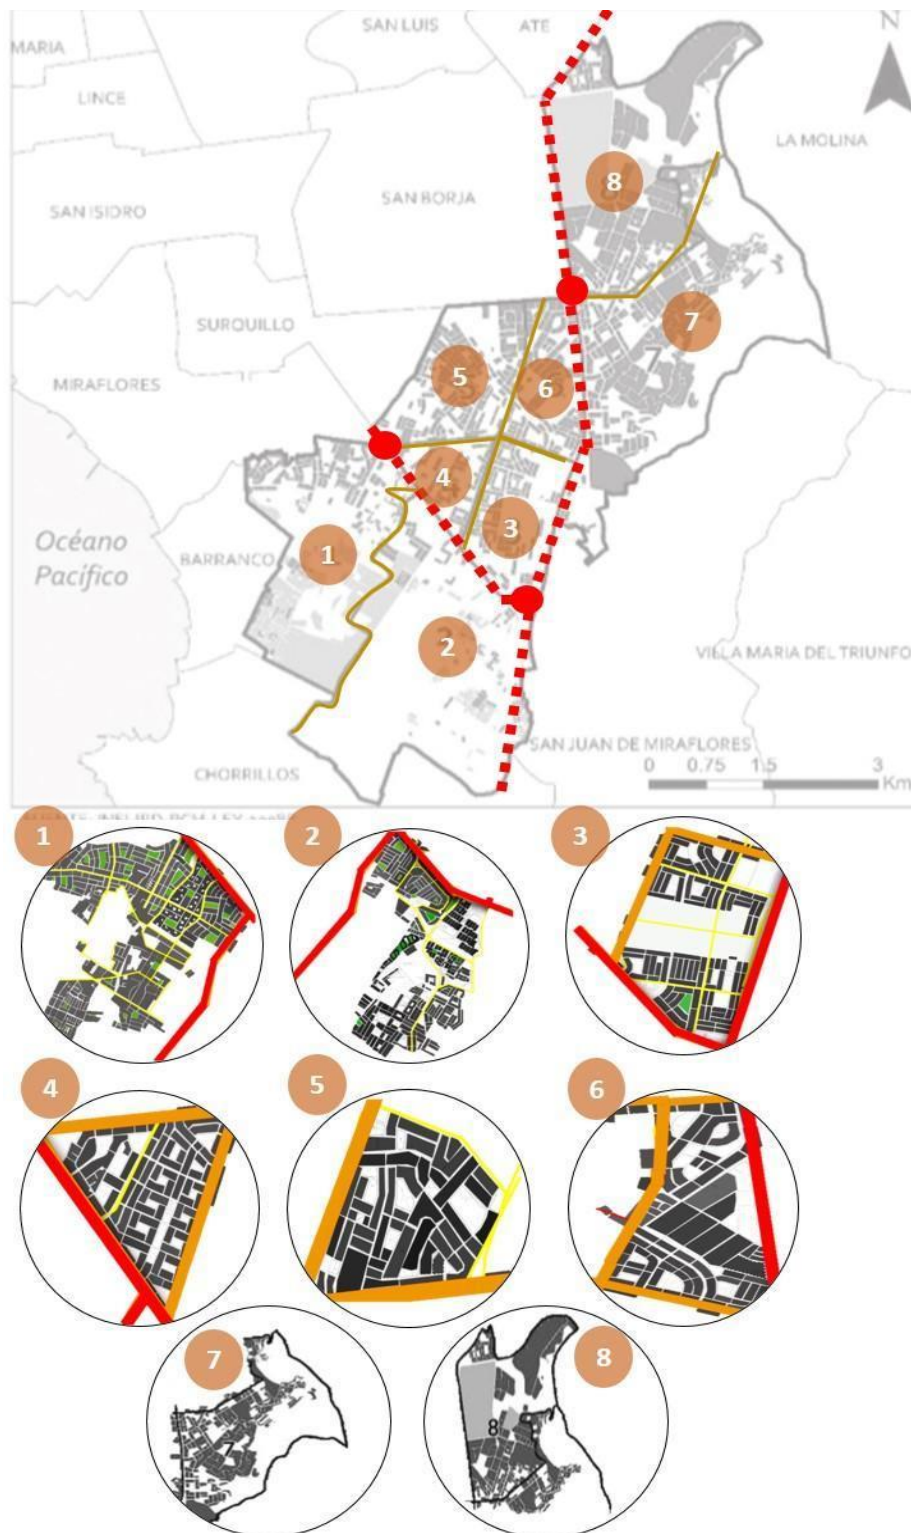 SAN LUIS
ATE
N
MARIA
LINCE
LA MOLINA
8
SAN ISIDRO
SAN BORJA
SURQUILLO
7
7
MIRAFLORES
5
6
4
3
Océano
Pacífico
BARRANCO
1
2
VILLA MARIA DEL TRIUNFO
SAN JUAN DE MIRAFLORES
CHORRILLOS
0 0.75 1.5 3
Km
1
2
3
4
5
6
7
8
7
8